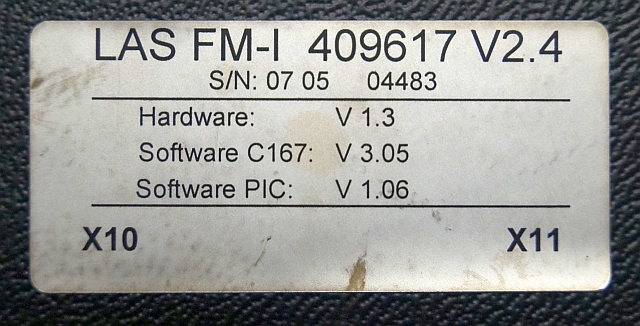 LAS FM-I 409617 V2.4
S/N: 07 05 04483
Hardware: V 1.3
Software C167: V 3.05
Software PIC: V 1.06
X10 X11